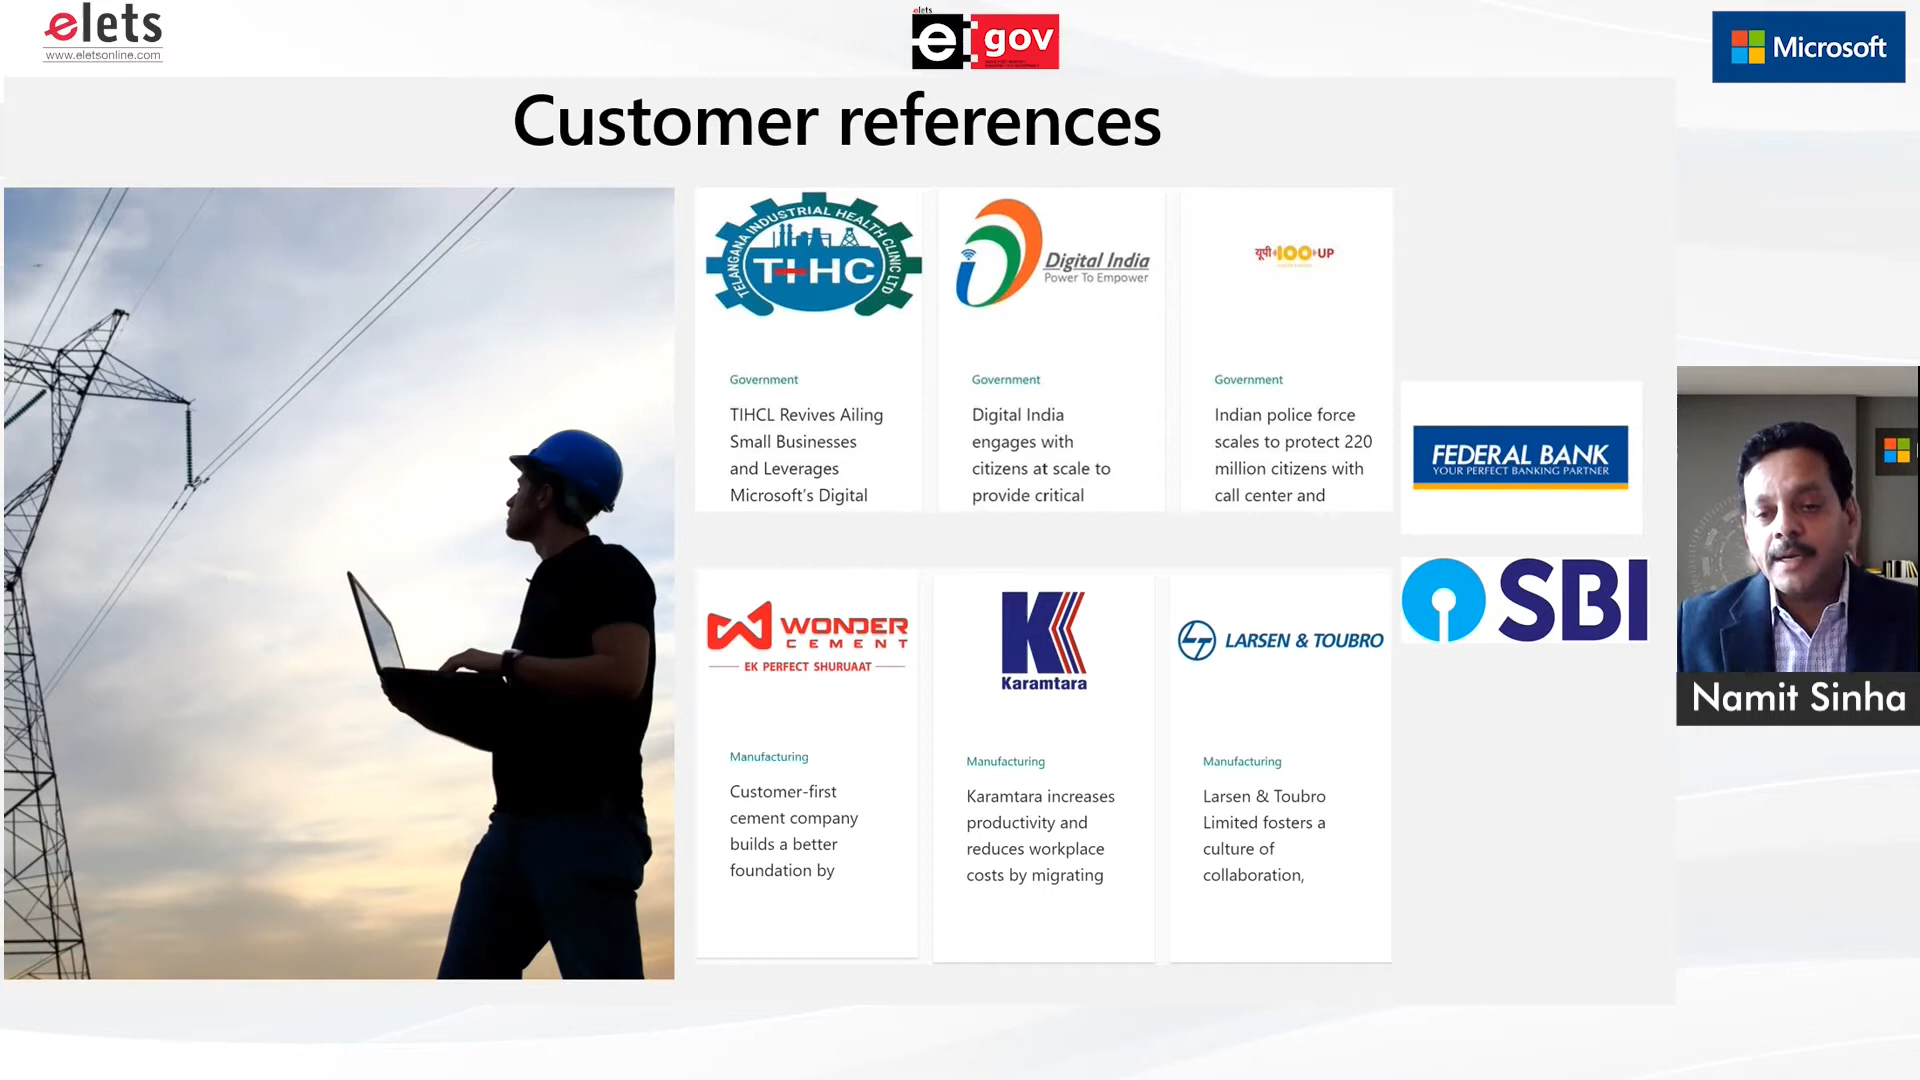 elets
www.eletsonline.com
elets
egov
Microsoft
Customer references
TELANGANA INDUSTRIAL HEALTH CLINIC LTD
TIHC
Digital India
Power To Empower
यूपी 100 UP
Government
TIHCL Revives Ailing
Small Businesses
and Leverages
Microsoft’s Digital
Government
Digital India
engages with
citizens at scale to
provide critical
Government
Indian police force
scales to protect 220
million citizens with
call center and
FEDERAL BANK
YOUR PERFECT BANKING PARTNER
SBI
WONDER
CEMENT
EK PERFECT SHURUAAT
Karamtara
LARSEN & TOUBRO
Manufacturing
Customer-first
cement company
builds a better
foundation by
Manufacturing
Karamtara increases
productivity and
reduces workplace
costs by migrating
Manufacturing
Larsen & Toubro
Limited fosters a
culture of
collaboration,
Namit Sinha